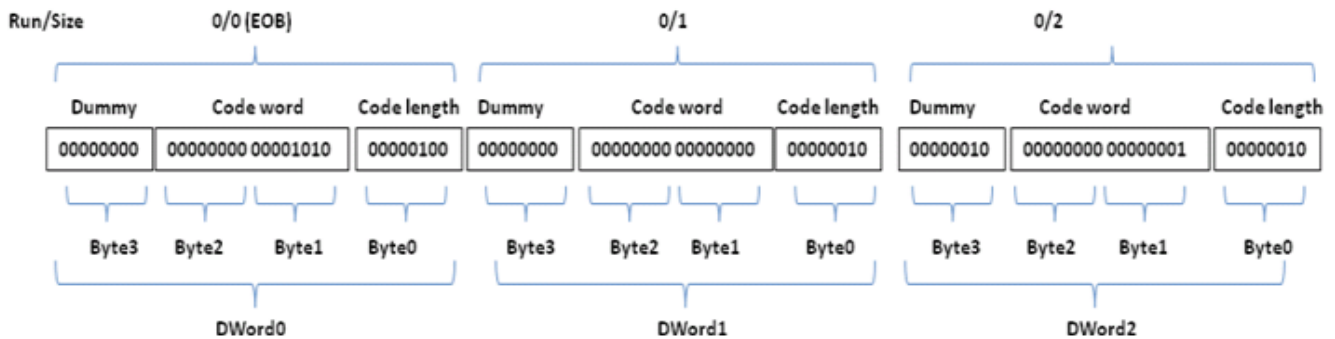 Run/Size 0/0 (EOB) 0/1 0/2
Dummy Code word Code length Dummy Code word Code length Dummy Code word Code length
00000000 00000000 00001010 00000100 00000000 00000000 00000000 00000010 00000010 00000000 00000001 00000010
Byte3 Byte2 Byte1 Byte0 Byte3 Byte2 Byte1 Byte0 Byte3 Byte2 Byte1 Byte0
DWord0 DWord1 DWord2